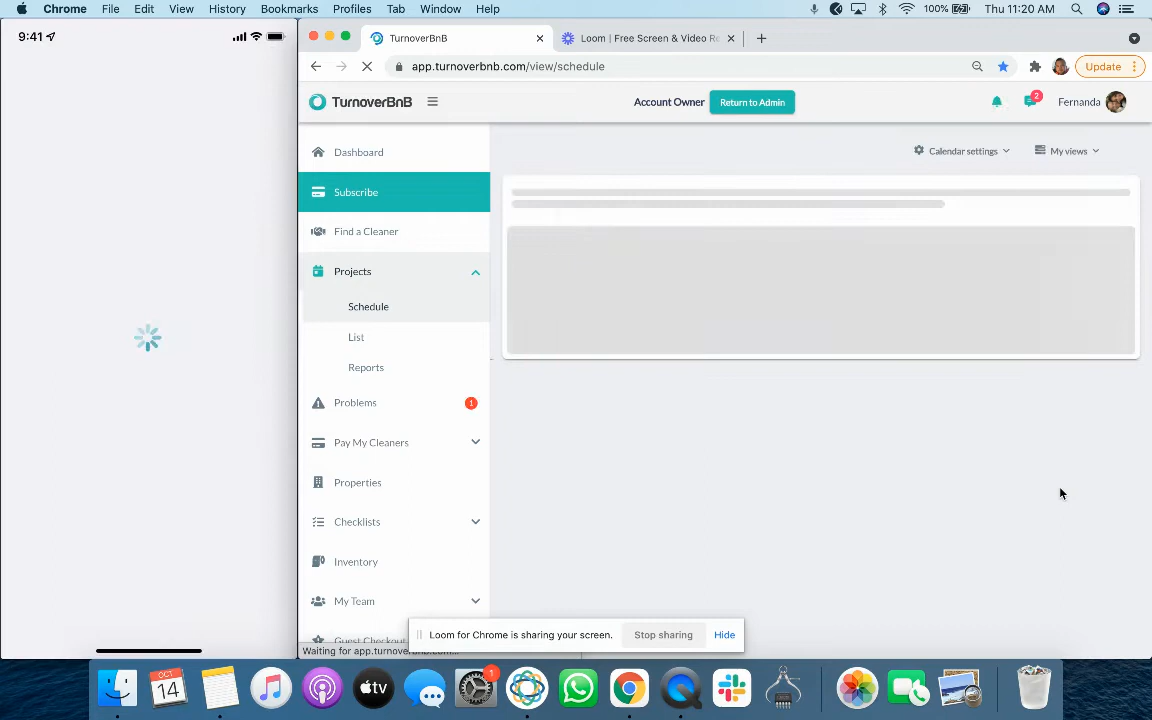 Chrome File Edit View History Bookmarks Profiles Tab Window Help 100% Thu 11:20 AM
9:41
TurnoverBnB
Loom | Free Screen & Video Re
app.turnoverbnb.com/view/schedule
Update
TurnoverBnB
Account Owner
Return to Admin
2
Fernanda
Dashboard
Calendar settings
My views
Subscribe
Find a Cleaner
Projects
Schedule
List
Reports
Problems
1
Pay My Cleaners
Properties
Checklists
Inventory
My Team
Guest Checkout
Loom for Chrome is sharing your screen.
Stop sharing
Hide
Waiting for app.turnoverbnb.com...
OCT
14
tv
1